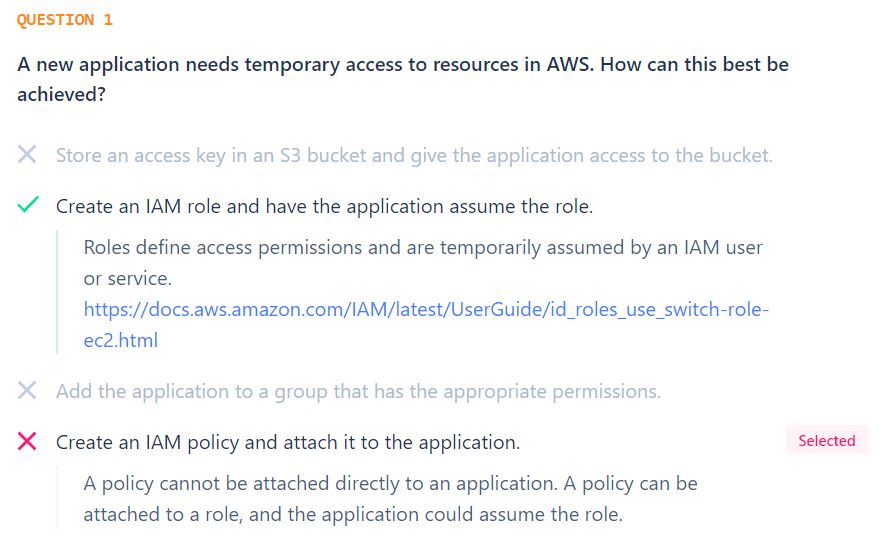 QUESTION 1
A new application needs temporary access to resources in AWS. How can this best be
achieved?
Store an access key in an S3 bucket and give the application access to the bucket.
Create an IAM role and have the application assume the role.
Roles define access permissions and are temporarily assumed by an IAM user
or service.
https://docs.aws.amazon.com/IAM/latest/UserGuide/id_roles_use_switch-role-
ec2.html
Add the application to a group that has the appropriate permissions.
Create an IAM policy and attach it to the application.
Selected
A policy cannot be attached directly to an application. A policy can be
attached to a role, and the application could assume the role.